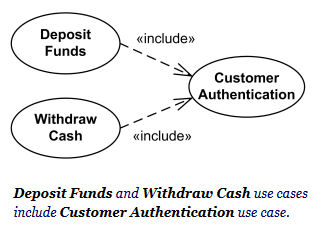 Deposit
Funds
«include»
Customer
Authentication
Withdraw
Cash
«include»
Deposit Funds and Withdraw Cash use cases
include Customer Authentication use case.